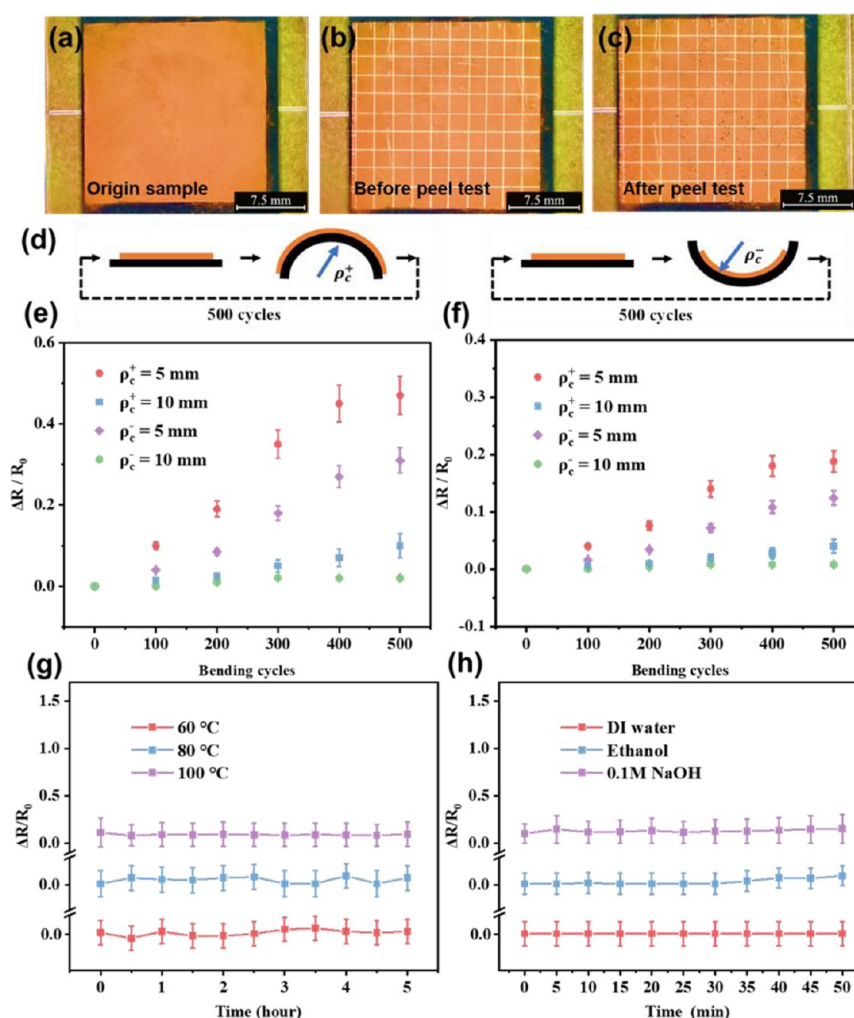 (a)
Origin sample
7.5 mm
(b)
Before peel test
7.5 mm
(c)
After peel test
7.5 mm
(d)
ρc+
500 cycles
ρc−
500 cycles
(e)
ΔR / R0
0.6
0.4
0.2
0.0
ρc+ = 5 mm
ρc+ = 10 mm
ρc- = 5 mm
ρc- = 10 mm
0 100 200 300 400 500
Bending cycles
(f)
ΔR / R0
0.4
0.3
0.2
0.1
0.0
-0.1
ρc+ = 5 mm
ρc+ = 10 mm
ρc- = 5 mm
ρc- = 10 mm
0 100 200 300 400 500
Bending cycles
(g)
ΔR/R0
1.5
1.0
0.5
0.0
0.0
0.0
60 °C
80 °C
100 °C
0 1 2 3 4 5
Time (hour)
(h)
ΔR/R0
1.5
1.0
0.5
0.0
0.0
0.0
DI water
Ethanol
0.1M NaOH
0 5 10 15 20 25 30 35 40 45 50
Time (min)